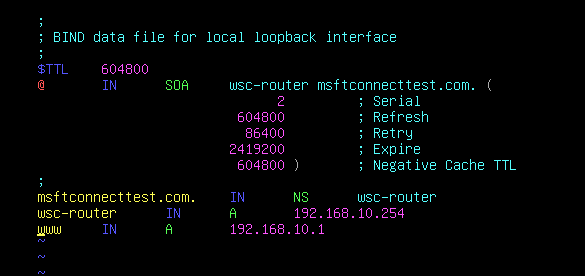 ;
; BIND data file for local loopback interface
;
$TTL 604800
@ IN SOA wsc-router msftconnecttest.com. (
2 ; Serial
604800 ; Refresh
86400 ; Retry
2419200 ; Expire
604800 ) ; Negative Cache TTL
;
msftconnecttest.com. IN NS wsc-router
wsc-router IN A 192.168.10.254
www IN A 192.168.10.1
~
~
~